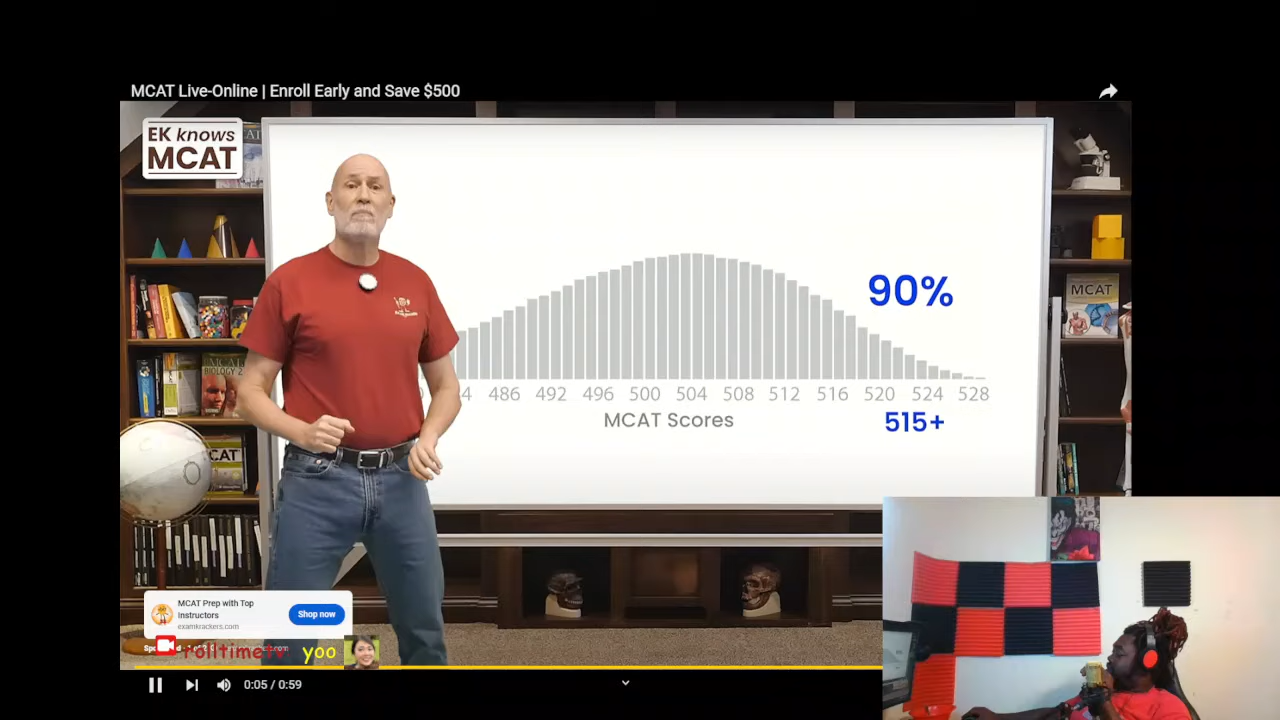 MCAT Live-Online | Enroll Early and Save $500
EK knows
MCAT
90%
486 492 496 500 504 508 512 516 520 524 528
515+
MCAT Scores
MCAT
BIOLOGY
MCAT Prep with Top
Instructors
examkrackers.com
Shop now
rolltimetv yoo
0:05 / 0:59